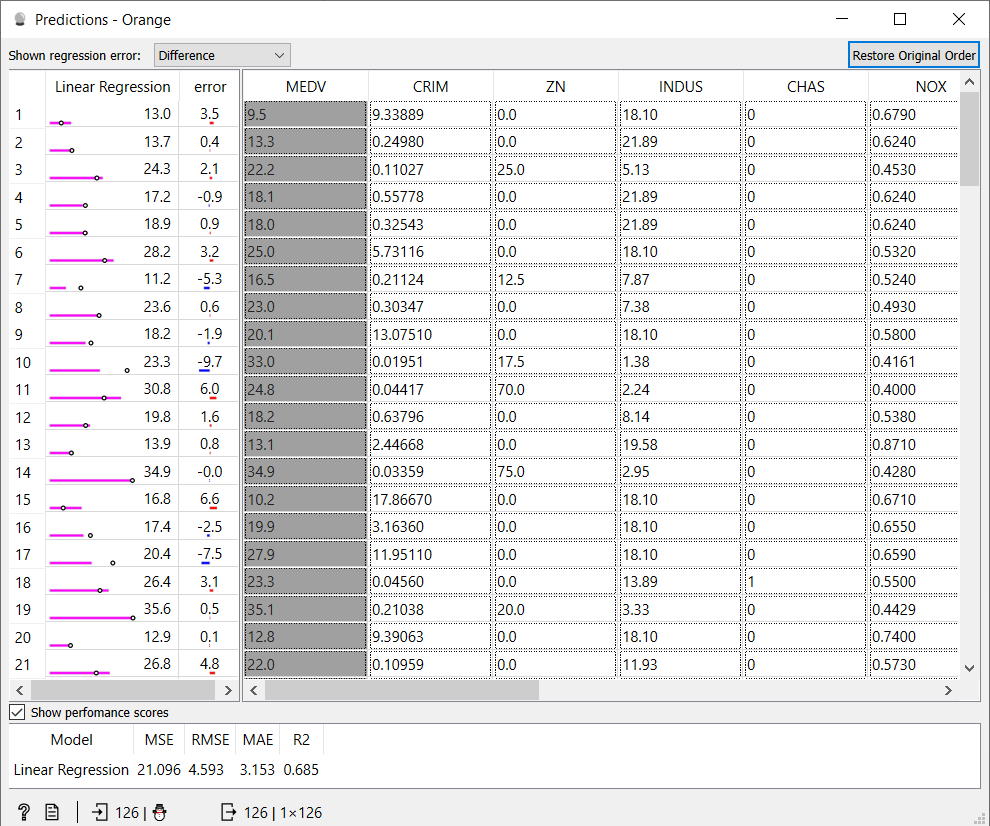 Predictions - Orange
Shown regression error: Difference Restore Original Order
Linear Regression error MEDV CRIM ZN INDUS CHAS NOX
1 13.0 3.5 9.5 9.33889 0.0 18.10 0 0.6790
2 13.7 0.4 13.3 0.24980 0.0 21.89 0 0.6240
3 24.3 2.1 22.2 0.11027 25.0 5.13 0 0.4530
4 17.2 -0.9 18.1 0.55778 0.0 21.89 0 0.6240
5 18.9 0.9 18.0 0.32543 0.0 21.89 0 0.6240
6 28.2 3.2 25.0 5.73116 0.0 18.10 0 0.5320
7 11.2 -5.3 16.5 0.21124 12.5 7.87 0 0.5240
8 23.6 0.6 23.0 0.30347 0.0 7.38 0 0.4930
9 18.2 -1.9 20.1 13.07510 0.0 18.10 0 0.5800
10 23.3 -9.7 33.0 0.01951 17.5 1.38 0 0.4161
11 30.8 6.0 24.8 0.04417 70.0 2.24 0 0.4000
12 19.8 1.6 18.2 0.63796 0.0 8.14 0 0.5380
13 13.9 0.8 13.1 2.44668 0.0 19.58 0 0.8710
14 34.9 -0.0 34.9 0.03359 75.0 2.95 0 0.4280
15 16.8 6.6 10.2 17.86670 0.0 18.10 0 0.6710
16 17.4 -2.5 19.9 3.16360 0.0 18.10 0 0.6550
17 20.4 -7.5 27.9 11.95110 0.0 18.10 0 0.6590
18 26.4 3.1 23.3 0.04560 0.0 13.89 1 0.5500
19 35.6 0.5 35.1 0.21038 20.0 3.33 0 0.4429
20 12.9 0.1 12.8 9.39063 0.0 18.10 0 0.7400
21 26.8 4.8 22.0 0.10959 0.0 11.93 0 0.5730
Show perfomance scores
Model MSE RMSE MAE R2
Linear Regression 21.096 4.593 3.153 0.685
? 126 | 126 | 1×126